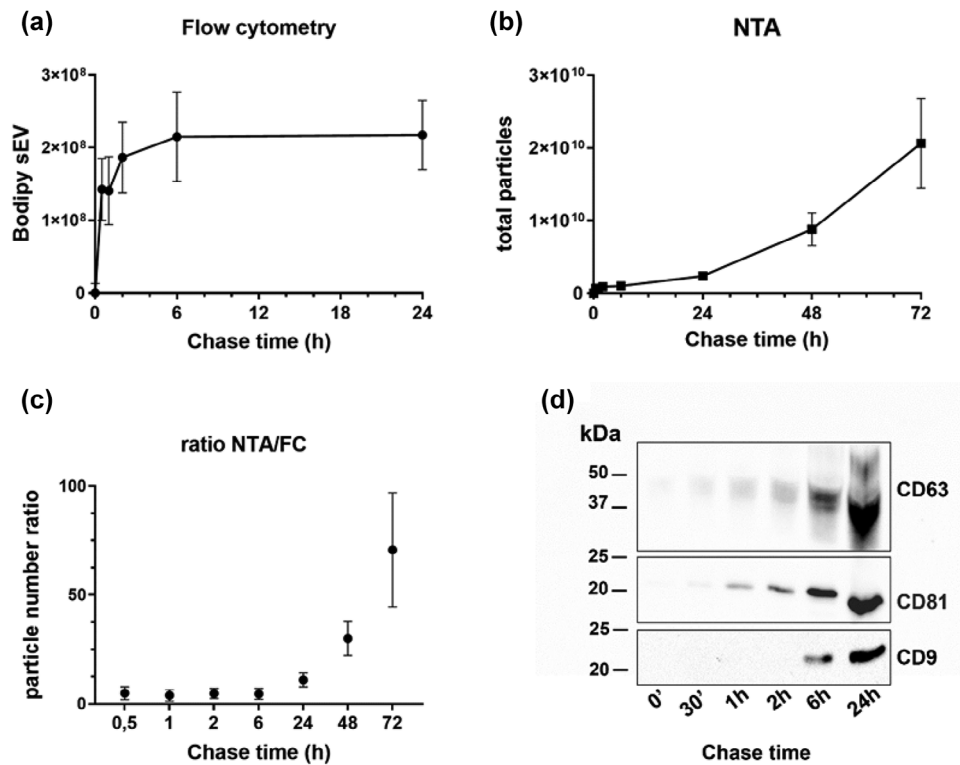 (a)
Flow cytometry
Bodipy sEV
3×10⁸
2×10⁸
1×10⁸
0
0 6 12 18 24
Chase time (h)
(b)
NTA
total particles
3×10¹⁰
2×10¹⁰
1×10¹⁰
0
0 24 48 72
Chase time (h)
(c)
ratio NTA/FC
particle number ratio
100
50
0
0,5 1 2 6 24 48 72
Chase time (h)
(d)
kDa
50
37
CD63
25
20
CD81
25
20
CD9
0' 30' 1h 2h 6h 24h
Chase time